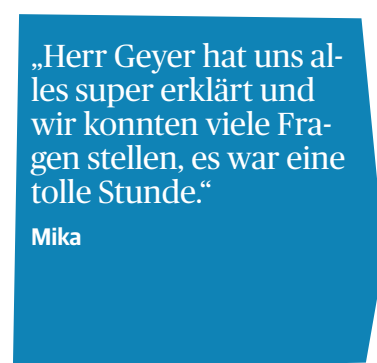 „Herr Geyer hat uns al-
les super erklärt und
wir konnten viele Fra-
gen stellen, es war eine
tolle Stunde.“
Mika